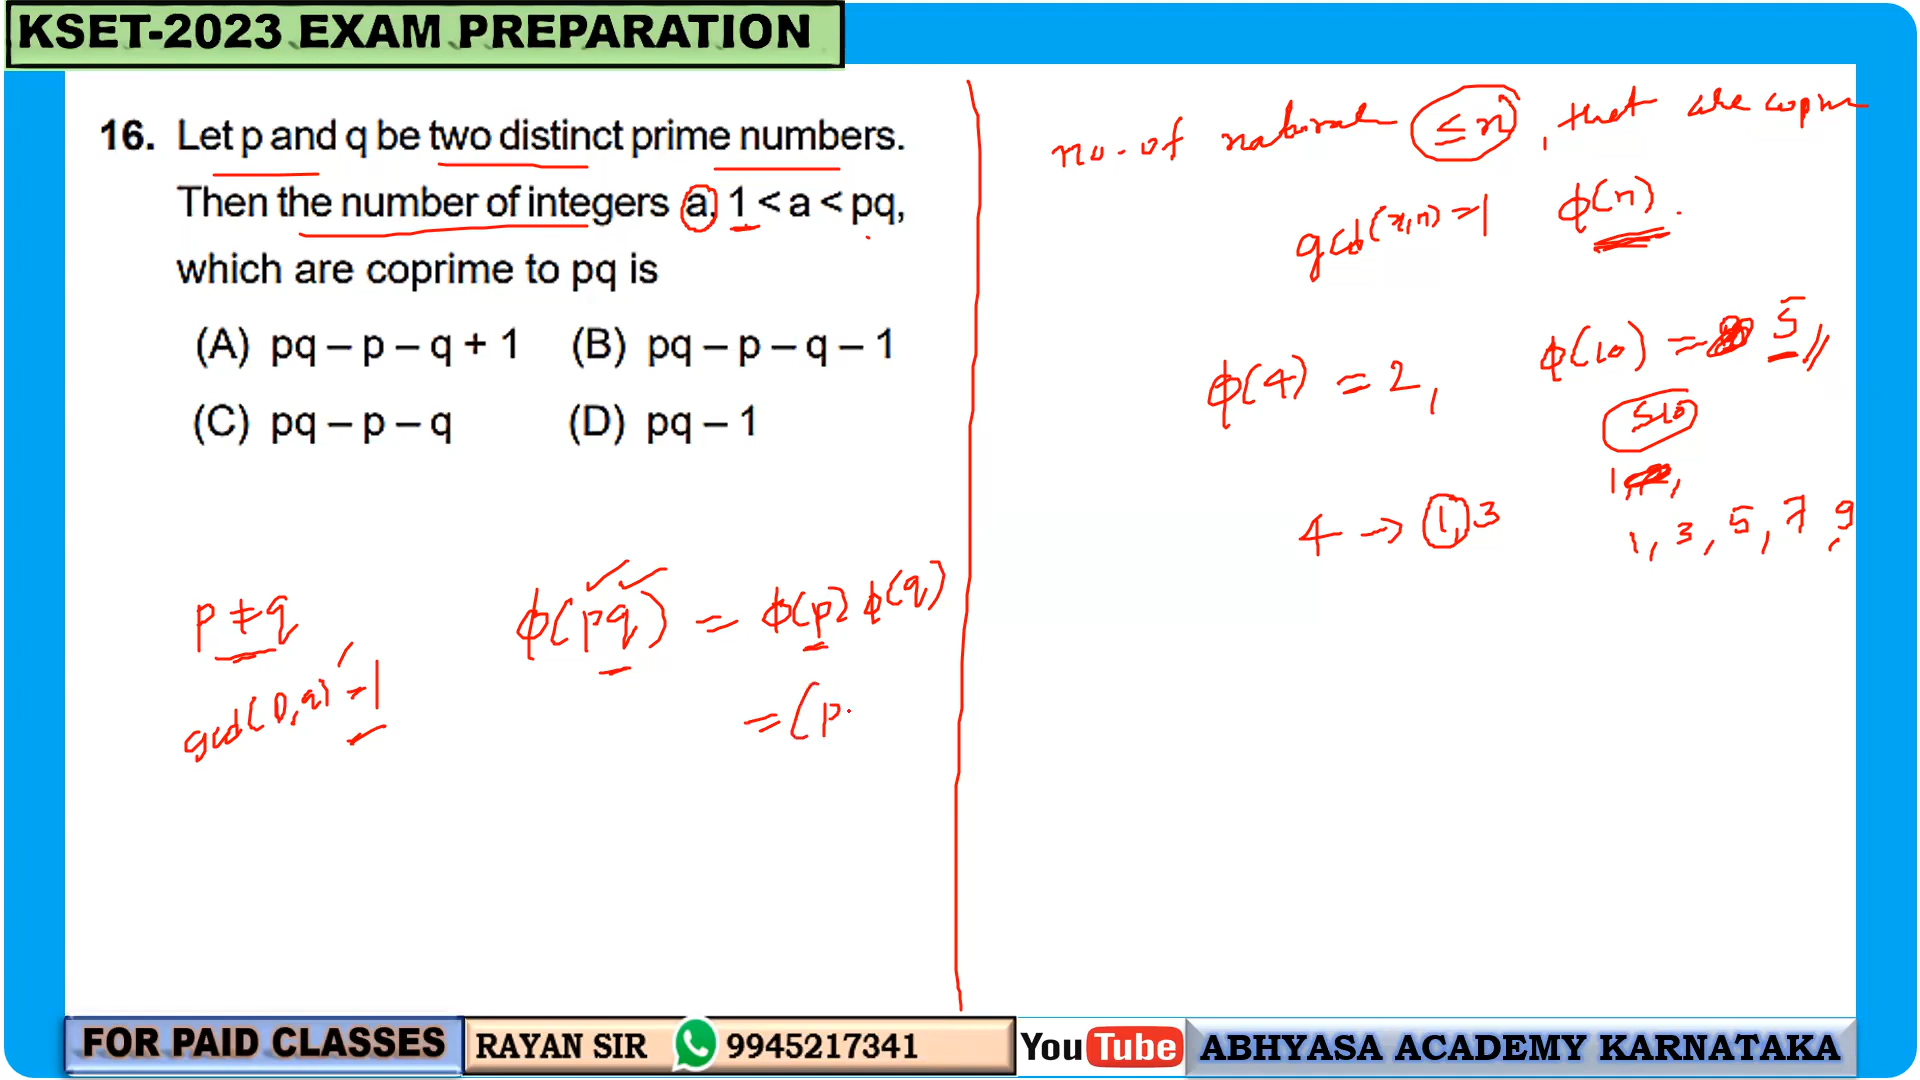 KSET-2023 EXAM PREPARATION
16. Let p and q be two distinct prime numbers.
Then the number of integers a, 1 < a < pq,
which are coprime to pq is
(A) pq – p – q + 1 (B) pq – p – q – 1
(C) pq – p – q (D) pq – 1
p ≠ q
gcd(p,q) = 1
ϕ(pq) = ϕ(p) ϕ(q)
= (p
no. of natural ≤ n, that are coprime
gcd(x,n) = 1 ϕ(n).
ϕ(4) = 2, ϕ(10) = 5
≤10
1,
4 → 1, 3
1, 3, 5, 7, 9
FOR PAID CLASSES RAYAN SIR 9945217341 YouTube ABHYASA ACADEMY KARNATAKA